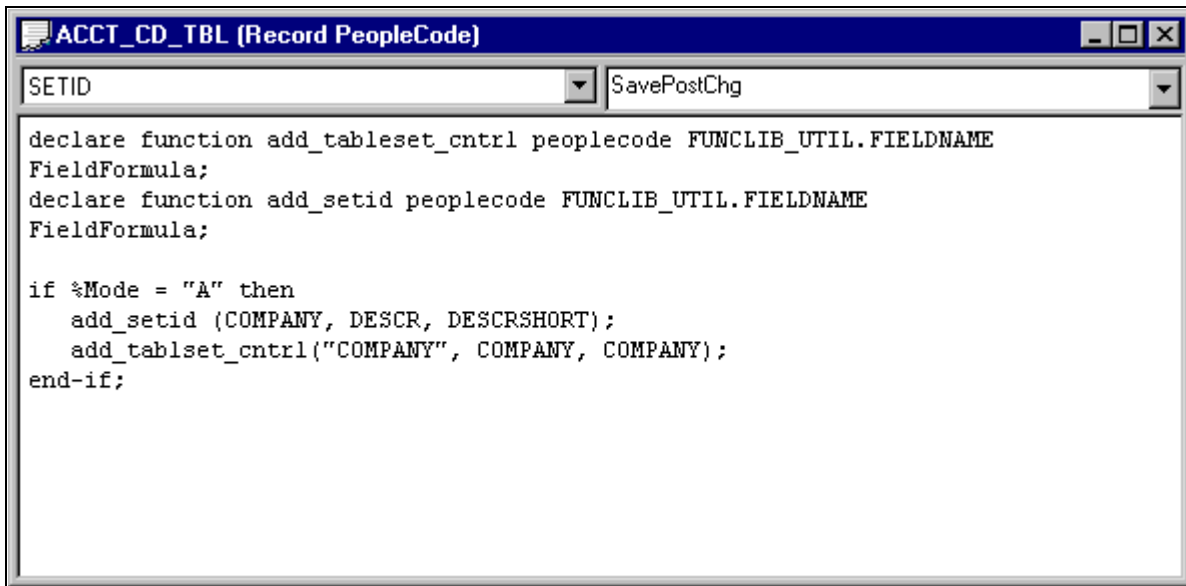 ACCT_CD_TBL (Record PeopleCode)
SETID
SavePostChg
declare function add_tableset_cntrl peoplecode FUNCLIB_UTIL.FIELDNAME
FieldFormula;
declare function add_setid peoplecode FUNCLIB_UTIL.FIELDNAME
FieldFormula;
if %Mode = "A" then
add_setid (COMPANY, DESCR, DESCRSHORT);
add_tablset_cntrl("COMPANY", COMPANY, COMPANY);
end-if;